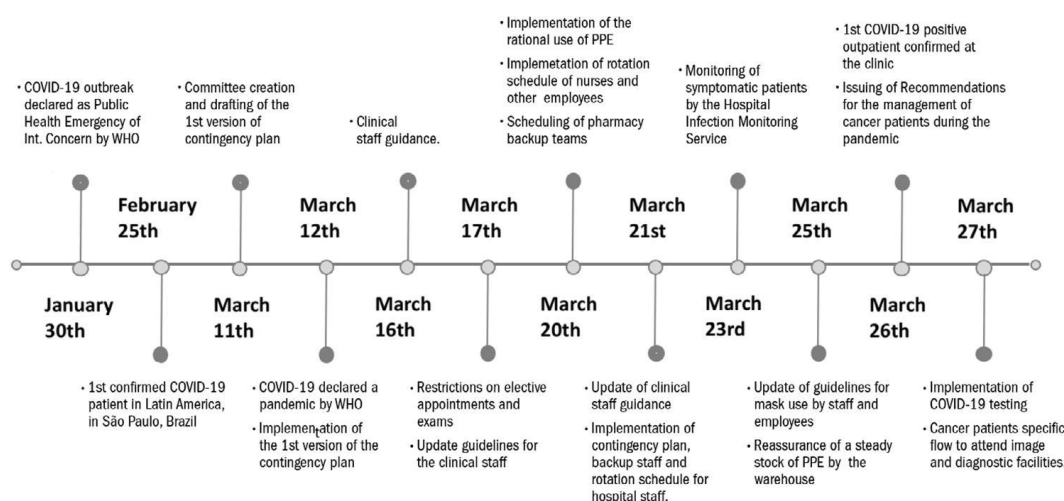 • COVID-19 outbreak
declared as Public
Health Emergency of
Int. Concern by WHO
January
30th
February
25th
• 1st confirmed COVID-19
patient in Latin America,
in São Paulo, Brazil
• Committee creation
and drafting of the
1st version of
contingency plan
March
11th
March
12th
• COVID-19 declared a
pandemic by WHO
• Implementation of
the 1st version of the
contingency plan
• Clinical
staff guidance.
March
16th
March
17th
• Restrictions on elective
appointments and
exams
• Update guidelines for
the clinical staff
• Implementation of the
rational use of PPE
• Implemetation of rotation
schedule of nurses and
other employees
• Scheduling of pharmacy
backup teams
March
20th
March
21st
• Update of clinical
staff guidance
• Implementation of
contingency plan,
backup staff and
rotation schedule for
hospital staff.
• Monitoring of
symptomatic patients
by the Hospital
Infection Monitoring
Service
March
23rd
March
25th
• Update of guidelines for
mask use by staff and
employees
• Reassurance of a steady
stock of PPE by the
warehouse
• 1st COVID-19 positive
outpatient confirmed at
the clinic
• Issuing of Recommendations
for the management of
cancer patients during the
pandemic
March
26th
March
27th
• Implementation of
COVID-19 testing
• Cancer patients specific
flow to attend image
and diagnostic facilities